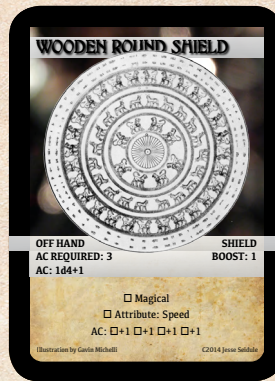 WOODEN ROUND SHIELD
OFF HAND SHIELD
AC REQUIRED: 3 BOOST: 1
AC: 1d4+1
☐ Magical
☐ Attribute: Speed
AC: ☐+1 ☐+1 ☐+1 ☐+1
Illustration by Gavin Michelli ©2014 Jesse Seidule